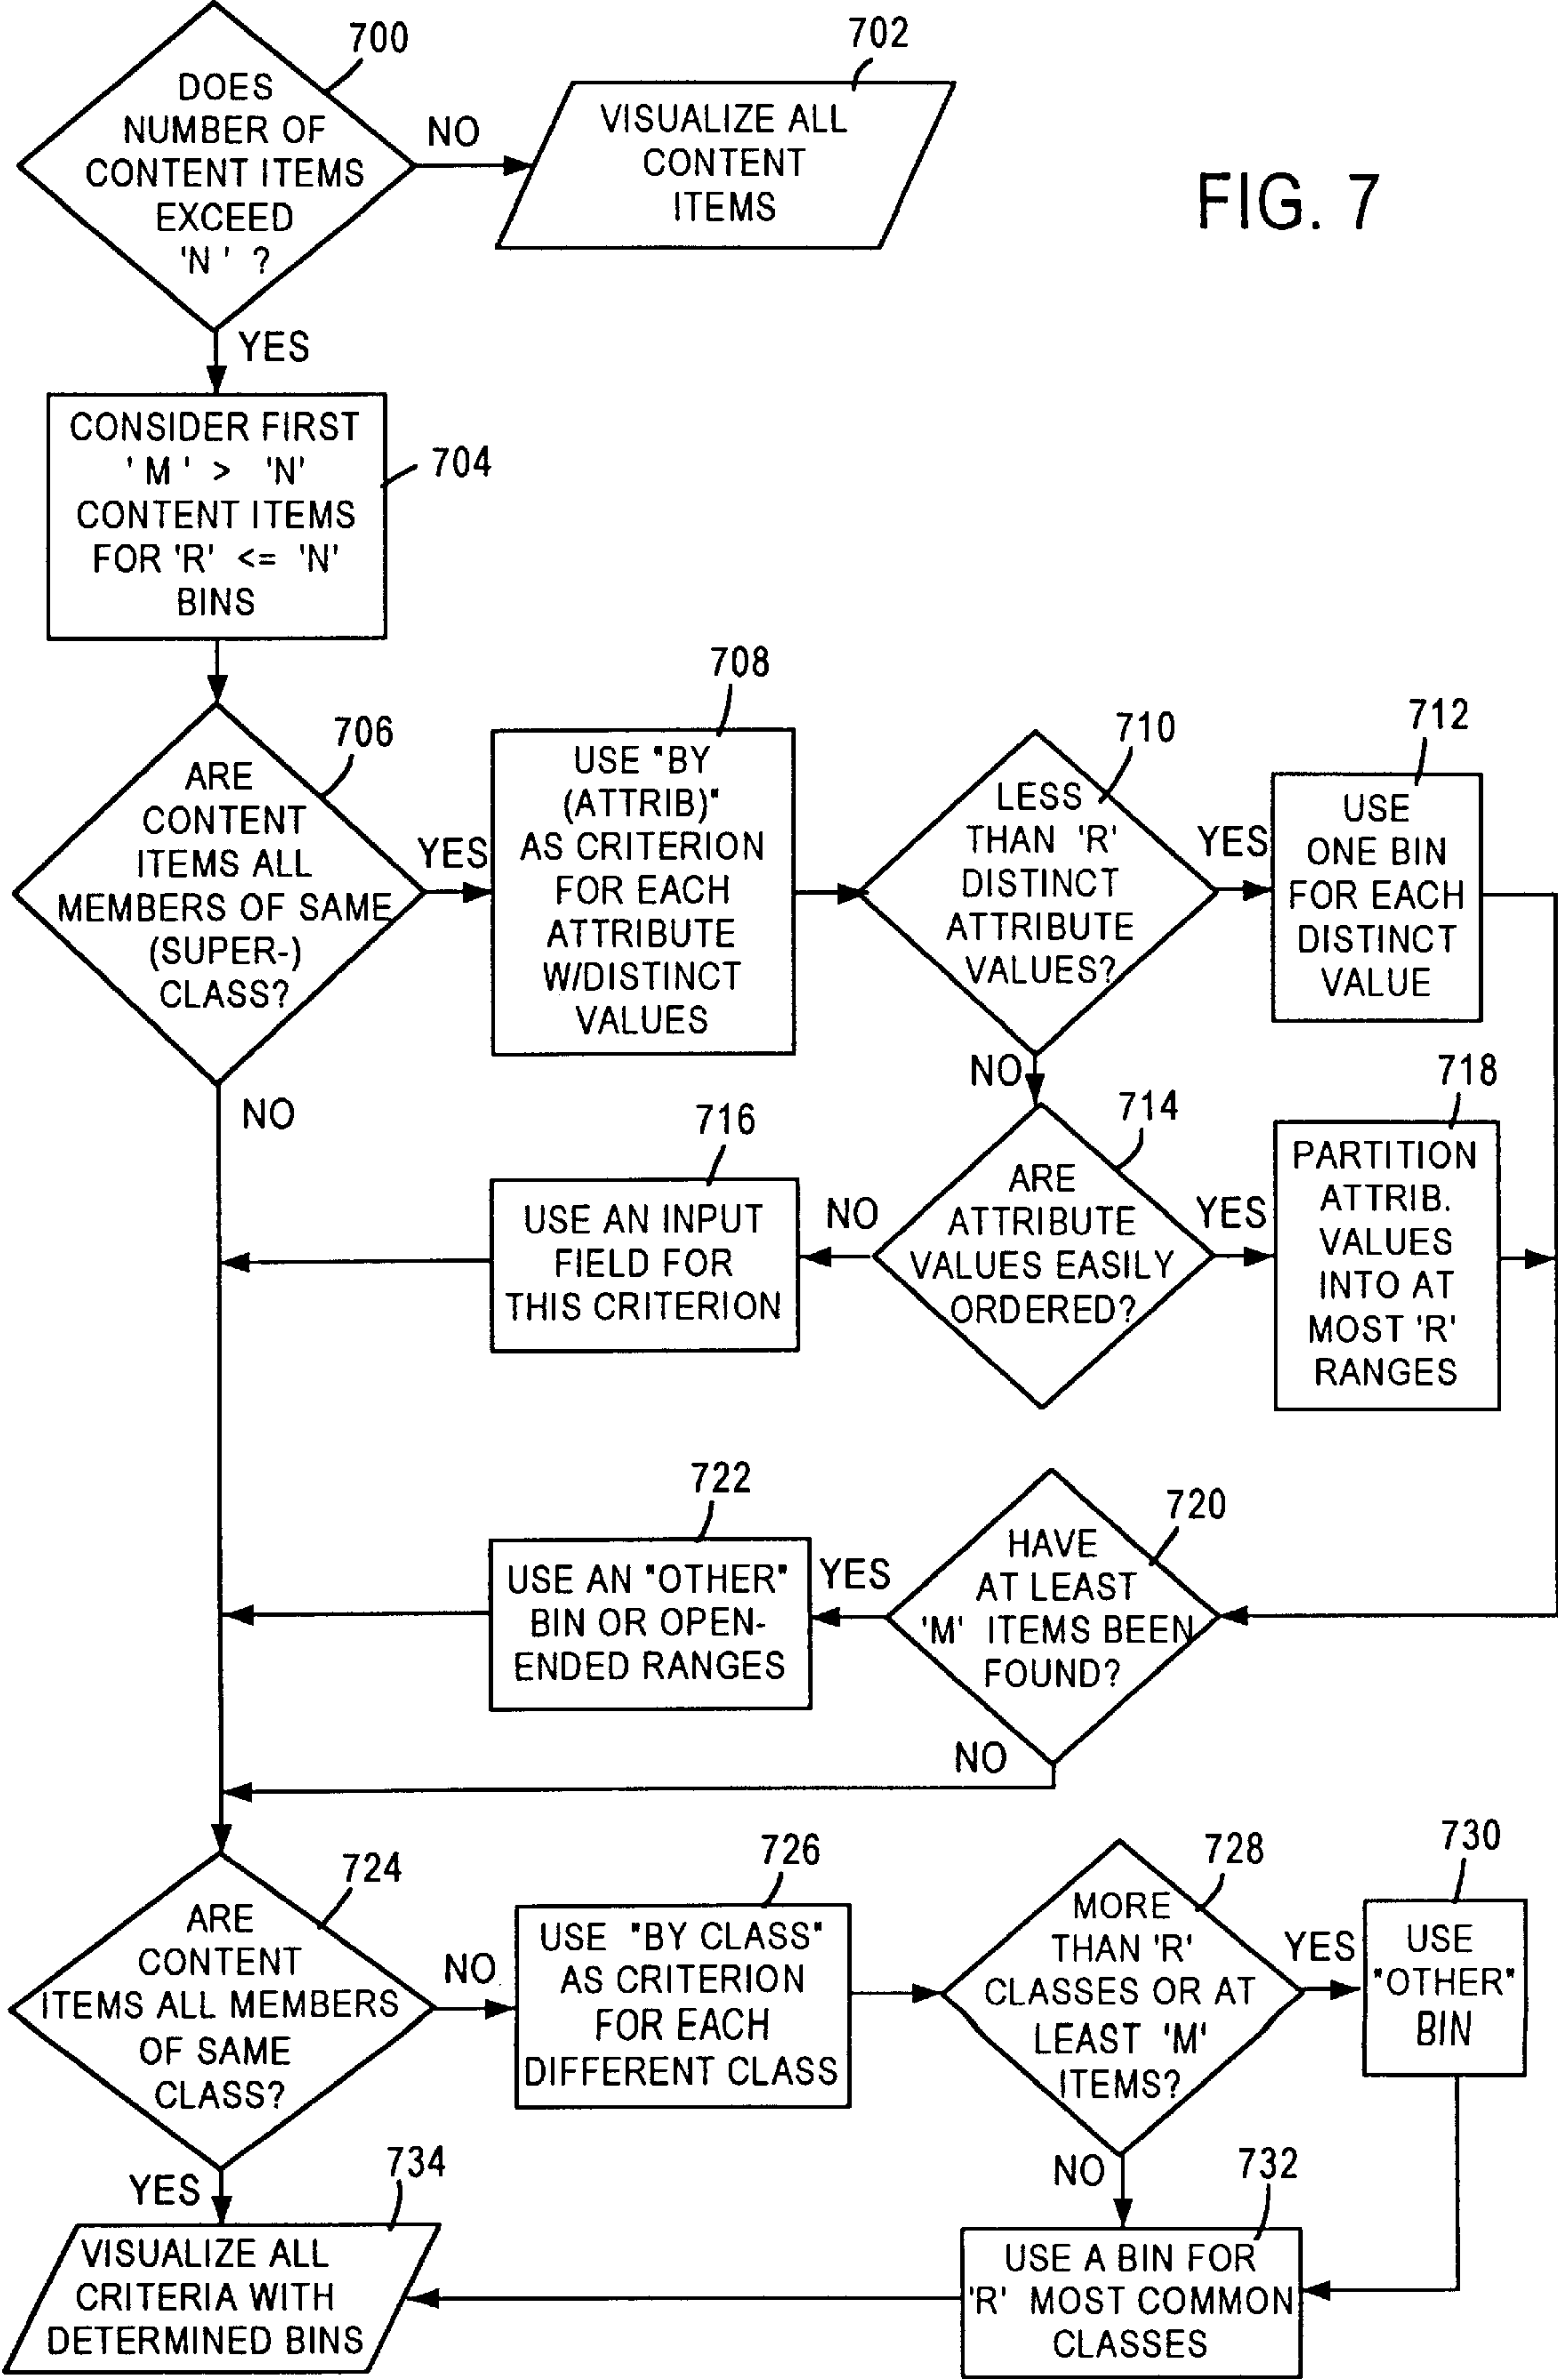 700
DOES
NUMBER OF
CONTENT ITEMS
EXCEED
'N' ?
NO
702
VISUALIZE ALL
CONTENT
ITEMS
FIG. 7
YES
CONSIDER FIRST
'M' > 'N'
CONTENT ITEMS
FOR 'R' <= 'N'
BINS
704
706
ARE
CONTENT
ITEMS ALL
MEMBERS OF SAME
(SUPER-)
CLASS?
YES
708
USE "BY
(ATTRIB)"
AS CRITERION
FOR EACH
ATTRIBUTE
W/DISTINCT
VALUES
710
LESS
THAN 'R'
DISTINCT
ATTRIBUTE
VALUES?
YES
712
USE
ONE BIN
FOR EACH
DISTINCT
VALUE
NO
NO
714
ARE
ATTRIBUTE
VALUES EASILY
ORDERED?
NO
716
USE AN INPUT
FIELD FOR
THIS CRITERION
YES
718
PARTITION
ATTRIB.
VALUES
INTO AT
MOST 'R'
RANGES
720
HAVE
AT LEAST
'M' ITEMS BEEN
FOUND?
YES
722
USE AN "OTHER"
BIN OR OPEN-
ENDED RANGES
NO
724
ARE
CONTENT
ITEMS ALL MEMBERS
OF SAME
CLASS?
NO
726
USE "BY CLASS"
AS CRITERION
FOR EACH
DIFFERENT CLASS
728
MORE
THAN 'R'
CLASSES OR AT
LEAST 'M'
ITEMS?
YES
730
USE
"OTHER"
BIN
NO
732
USE A BIN FOR
'R' MOST COMMON
CLASSES
YES
734
VISUALIZE ALL
CRITERIA WITH
DETERMINED BINS